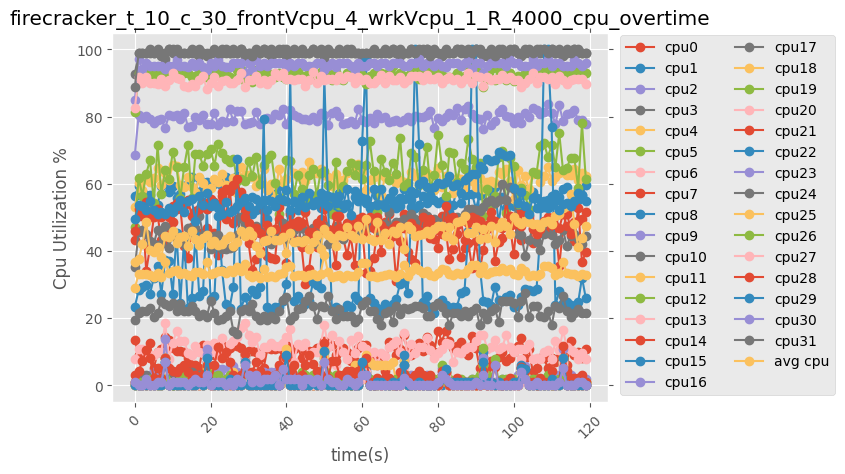 firecracker_t_10_c_30_frontVcpu_4_wrkVcpu_1_R_4000_cpu_overtime
100
80
60
40
20
0
Cpu Utilization %
0
20
40
60
80
100
120
time(s)
cpu0
cpu1
cpu2
cpu3
cpu4
cpu5
cpu6
cpu7
cpu8
cpu9
cpu10
cpu11
cpu12
cpu13
cpu14
cpu15
cpu16
cpu17
cpu18
cpu19
cpu20
cpu21
cpu22
cpu23
cpu24
cpu25
cpu26
cpu27
cpu28
cpu29
cpu30
cpu31
avg cpu